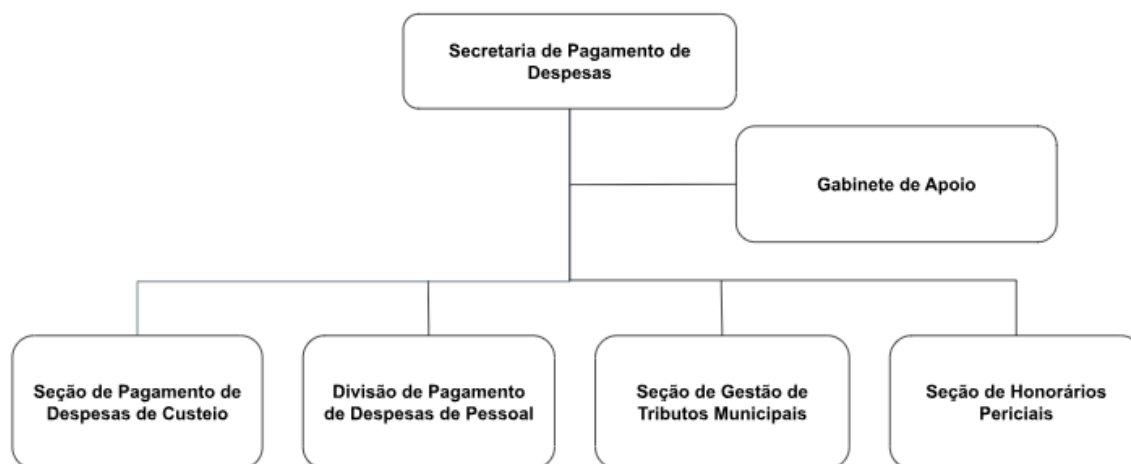 Secretaria de Pagamento de
Despesas
Gabinete de Apoio
Seção de Pagamento de
Despesas de Custeio
Divisão de Pagamento
de Despesas de Pessoal
Seção de Gestão de
Tributos Municipais
Seção de Honorários
Periciais